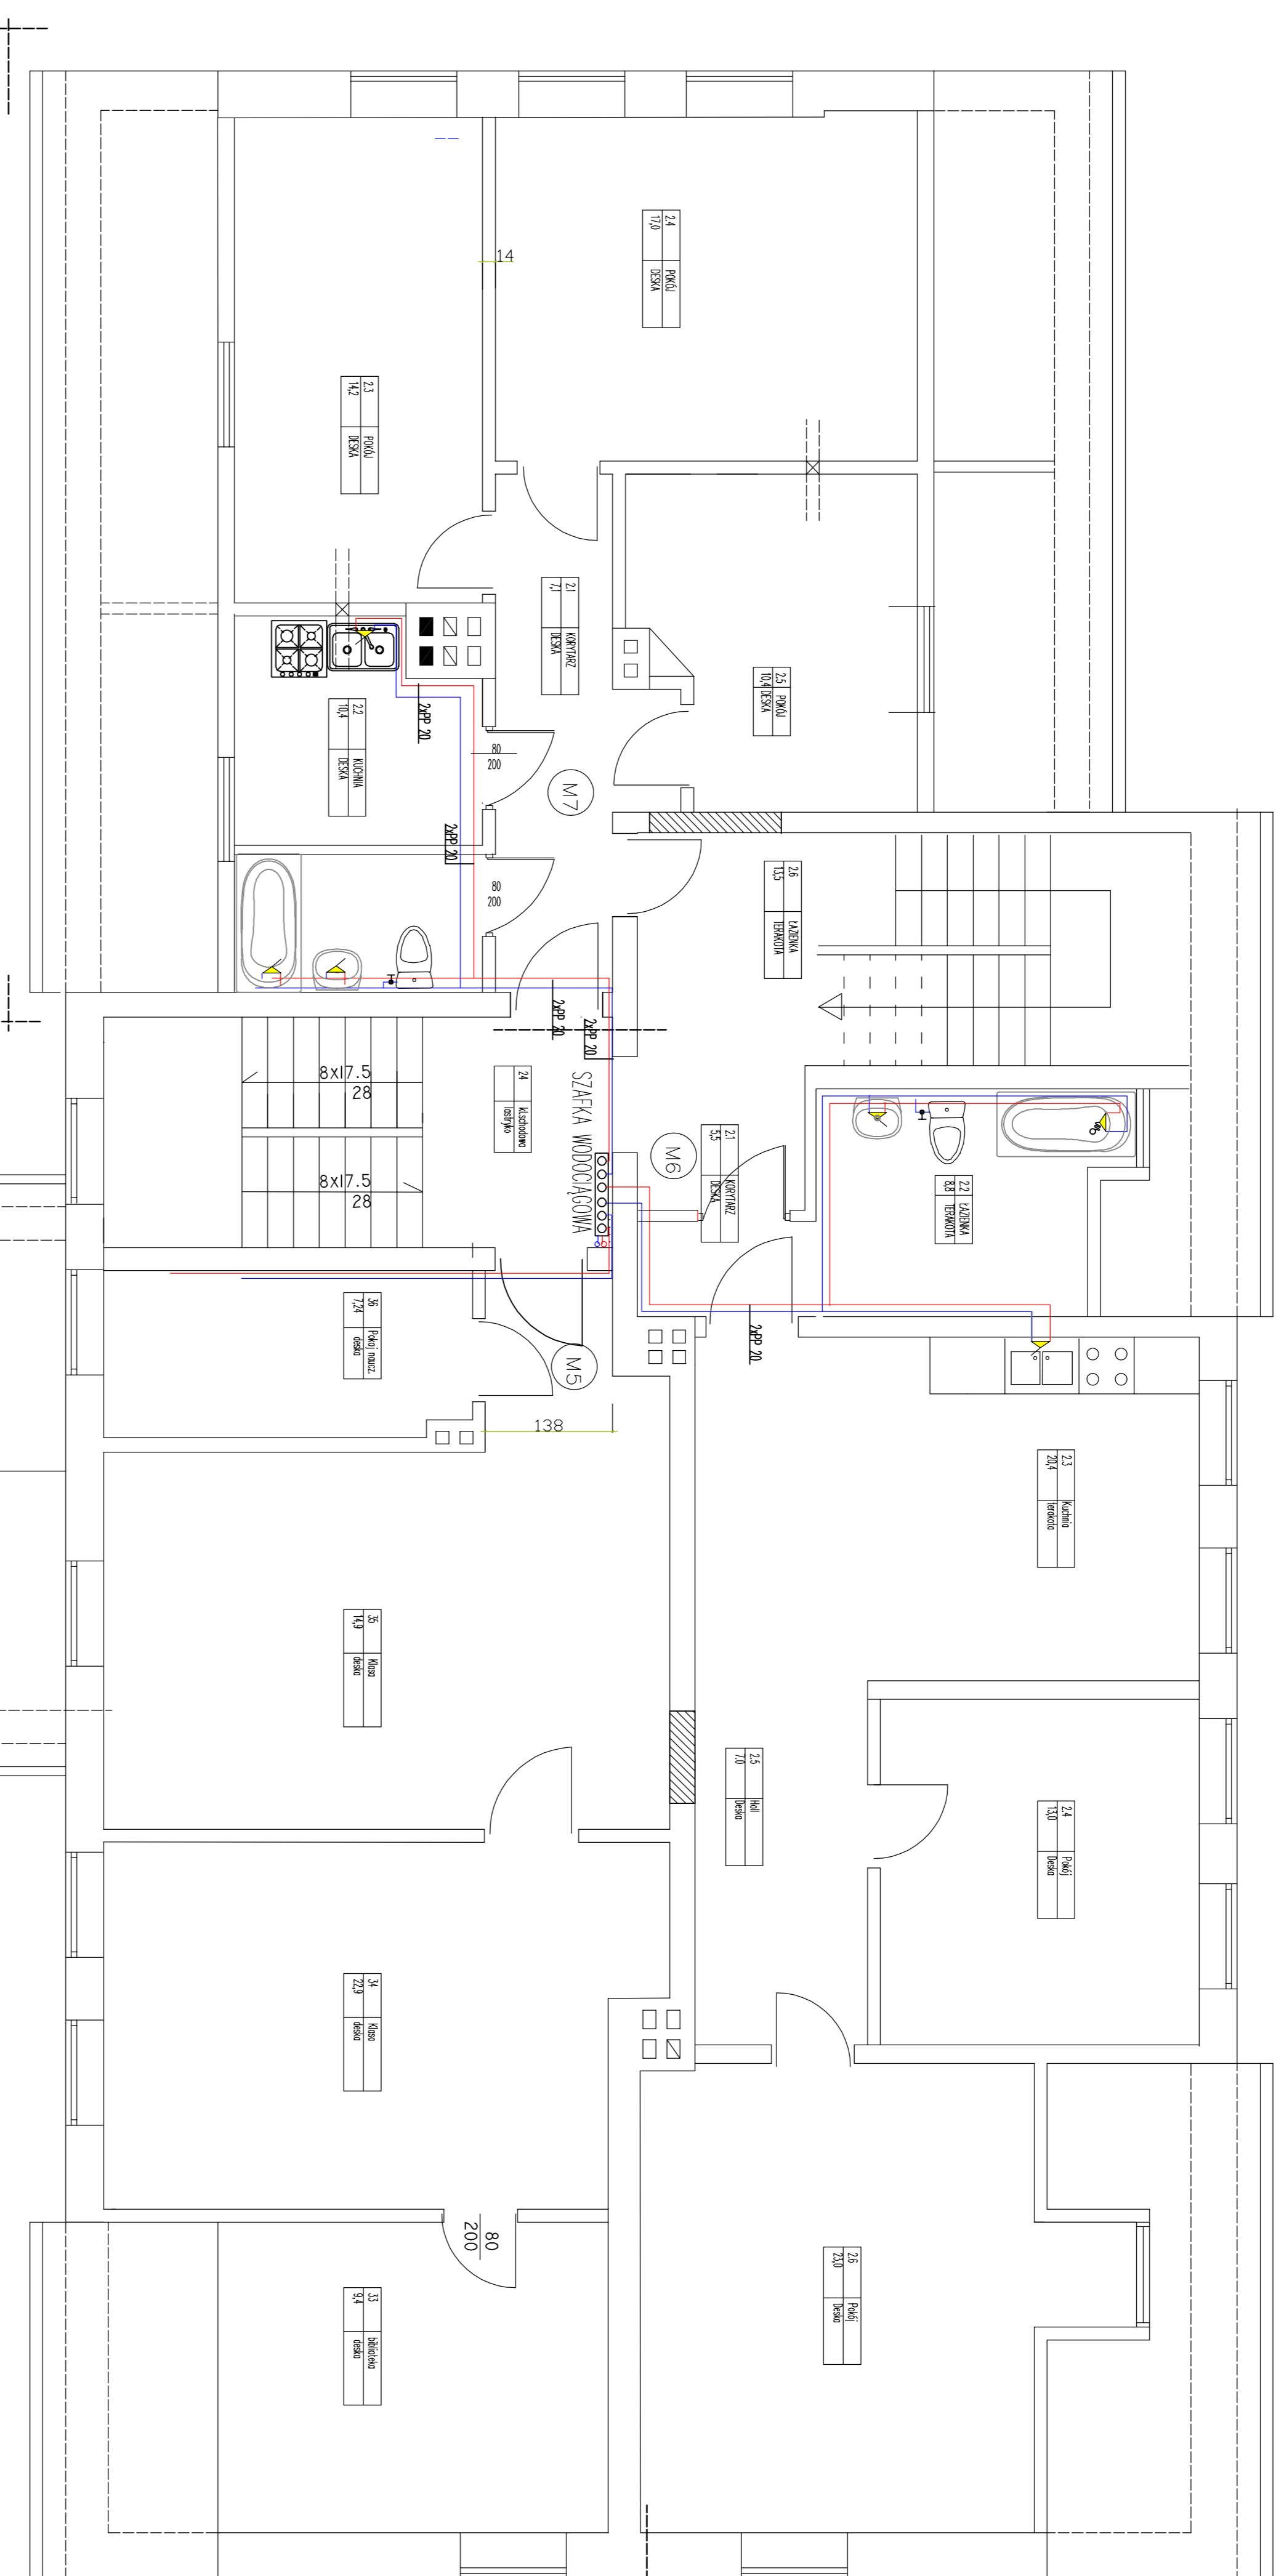 14
2.4 POKÓJ
17,0 DESKA
2.3 POKÓJ
14,2 DESKA
2.1 KORYTARZ
7,1 DESKA
2.5 POKÓJ
10,4 DESKA
2.2 KUCHNIA
10,4 DESKA
2xPP 20
80
200
M7
2xPP 20
80
200
2.6 ŁAZIENKA
13,5 TERAKOTA
2xPP 20
2xPP 20
8x17.5
28
24 kl.schodowa
lastryko
SZAFKA WODOCIĄGOWA
M6
2.1 KORYTARZ
5,5 DESKA
2.2 ŁAZIENKA
8,8 TERAKOTA
8x17.5
28
36 Pokoj naucz.
7,24 deska
M5
2xPP 20
138
2.3 Kuchnia
20,4 terakota
35 Klasa
14,9 deska
2.5 Holl
7.0 Deska
2.4 Pokój
13,0 Deska
34 Klasa
22,9 deska
80
200
2.6 Pokój
23,0 Deska
33 biblioteka
9,4 deska